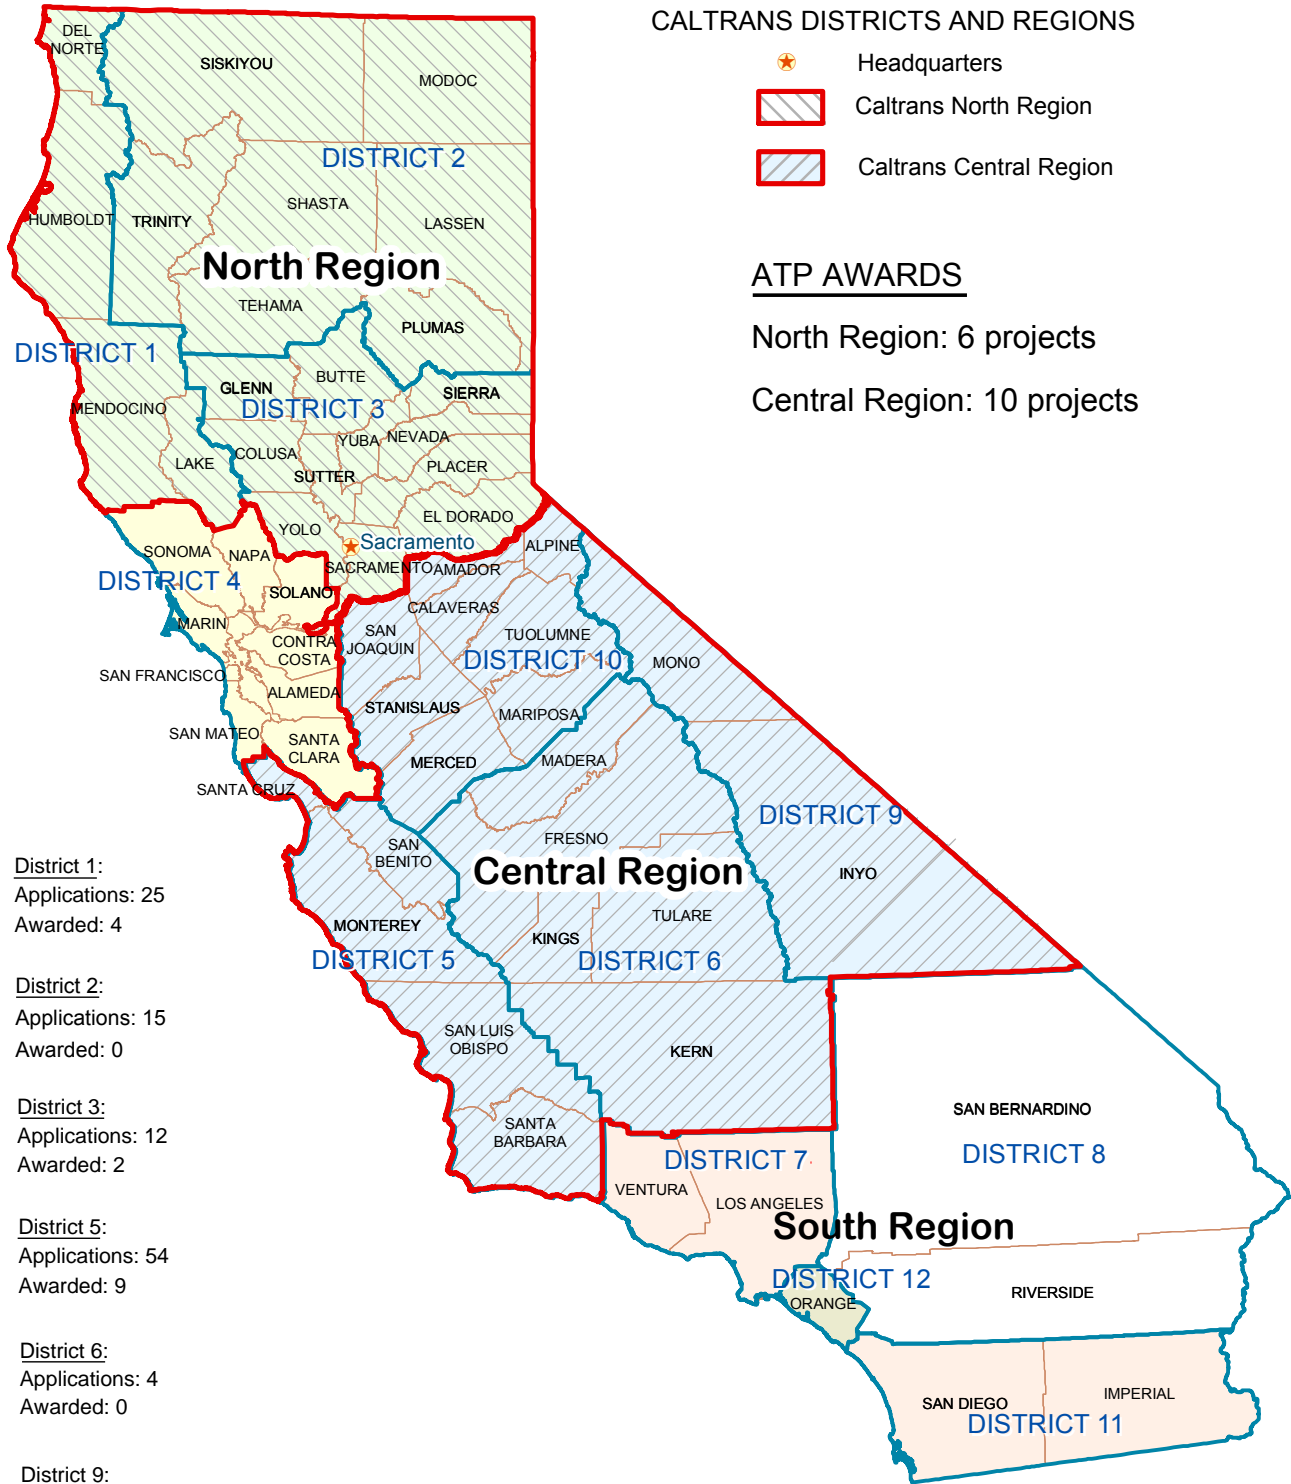 CALTRANS DISTRICTS AND REGIONS
Headquarters
Caltrans North Region
Caltrans Central Region
ATP AWARDS
North Region: 6 projects
Central Region: 10 projects
DEL
NORTE
SISKIYOU
MODOC
DISTRICT 2
HUMBOLDT
TRINITY
SHASTA
LASSEN
North Region
TEHAMA
PLUMAS
DISTRICT 1
GLENN
BUTTE
SIERRA
MENDOCINO
DISTRICT 3
YUBA
NEVADA
COLUSA
LAKE
SUTTER
PLACER
YOLO
EL DORADO
Sacramento
SONOMA
NAPA
ALPINE
SACRAMENTO
AMADOR
DISTRICT 4
SOLANO
CALAVERAS
MARIN
SAN
JOAQUIN
TUOLUMNE
CONTRA
COSTA
DISTRICT 10
MONO
SAN FRANCISCO
ALAMEDA
STANISLAUS
MARIPOSA
SAN MATEO
SANTA
CLARA
MERCED
MADERA
SANTA CRUZ
DISTRICT 9
SAN
BENITO
FRESNO
Central Region
INYO
MONTEREY
TULARE
KINGS
DISTRICT 5
DISTRICT 6
SAN LUIS
OBISPO
KERN
SANTA
BARBARA
SAN BERNARDINO
DISTRICT 8
DISTRICT 7
VENTURA
LOS ANGELES
South Region
DISTRICT 12
ORANGE
RIVERSIDE
SAN DIEGO
IMPERIAL
DISTRICT 11
District 1:
Applications: 25
Awarded: 4
District 2:
Applications: 15
Awarded: 0
District 3:
Applications: 12
Awarded: 2
District 5:
Applications: 54
Awarded: 9
District 6:
Applications: 4
Awarded: 0
District 9: